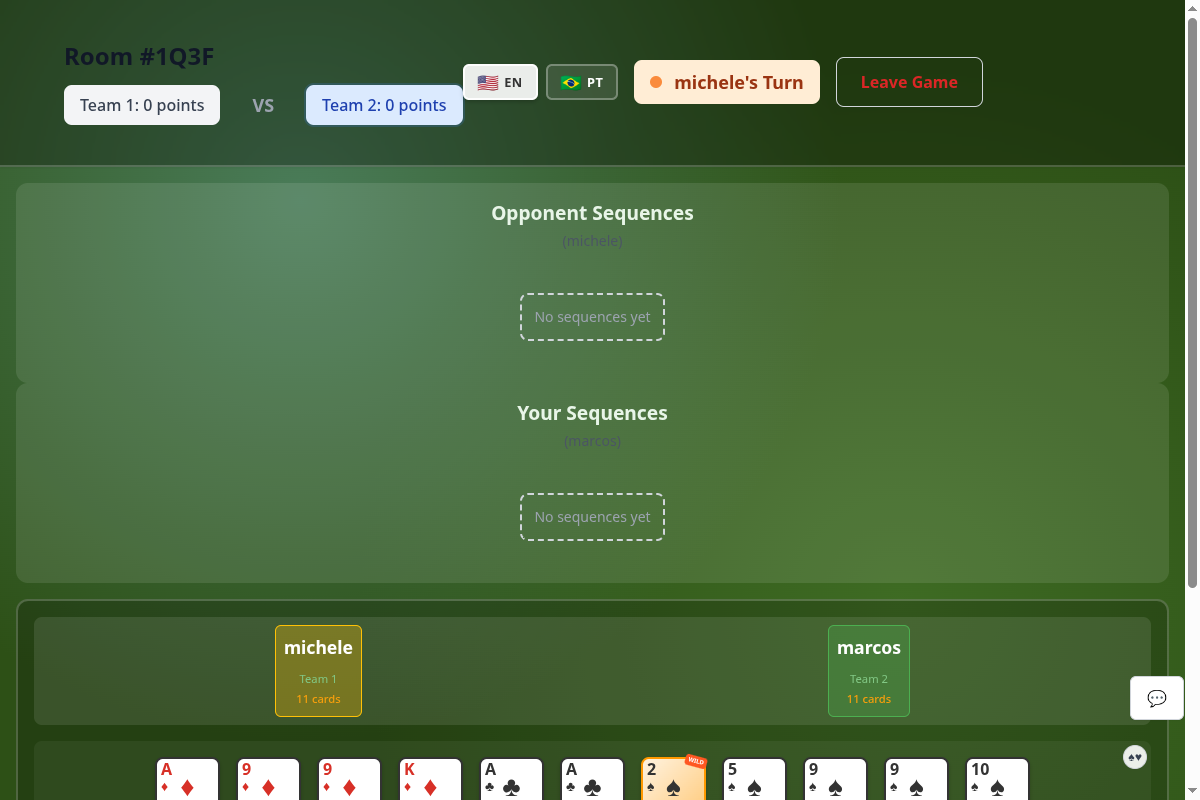 Room #1Q3F
Team 1: 0 points
VS
Team 2: 0 points
EN
PT
michele's Turn
Leave Game
Opponent Sequences
(michele)
No sequences yet
Your Sequences
(marcos)
No sequences yet
michele
Team 1
11 cards
marcos
Team 2
11 cards
A
♦
♦
9
♦
♦
9
♦
♦
K
♦
♦
A
♣
♣
A
♣
♣
2
♠
♠
WILD
5
♠
♠
9
♠
♠
9
♠
♠
10
♠
♠
♠♥